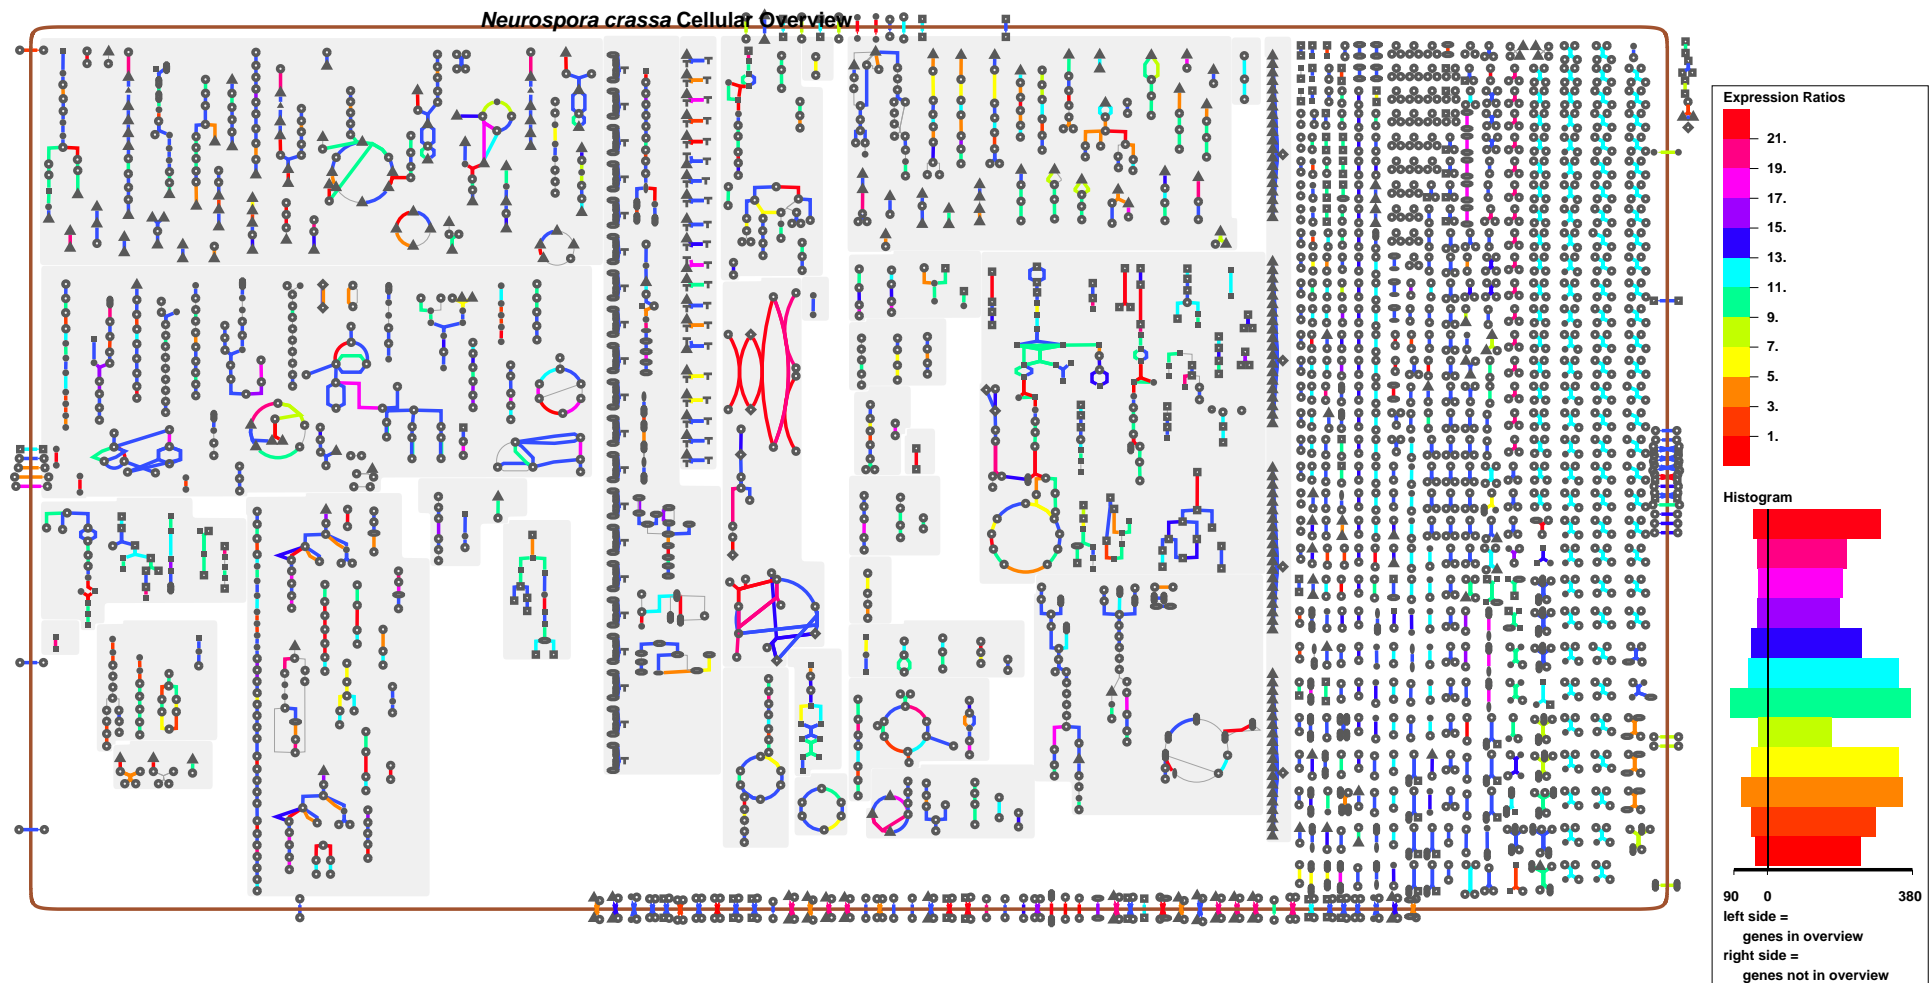 Neurospora crassa Cellular Overview
Expression Ratios
21.
19.
17.
15.
13.
11.
9.
7.
5.
3.
1.
Histogram
90 0 380
left side =
genes in overview
right side =
genes not in overview